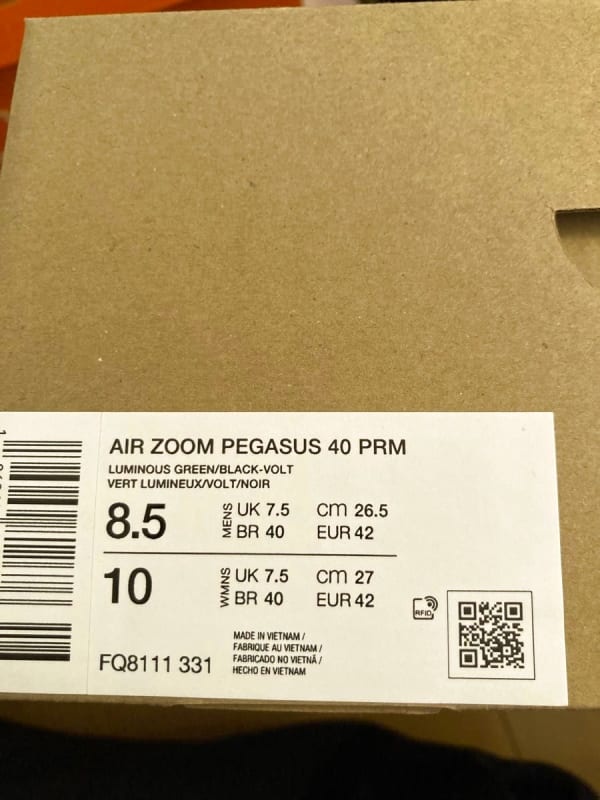 AIR ZOOM PEGASUS 40 PRM
LUMINOUS GREEN/BLACK-VOLT
VERT LUMINEUX/VOLT/NOIR
8.5 MENS UK 7.5 cm 26.5
BR 40 EUR 42
10 WMNS UK 7.5 cm 27
BR 40 EUR 42
RFID
MADE IN VIETNAM /
FABRIQUE AU VIETNAM /
FABRICADO NO VIETNÃ /
HECHO EN VIETNAM
FQ8111 331